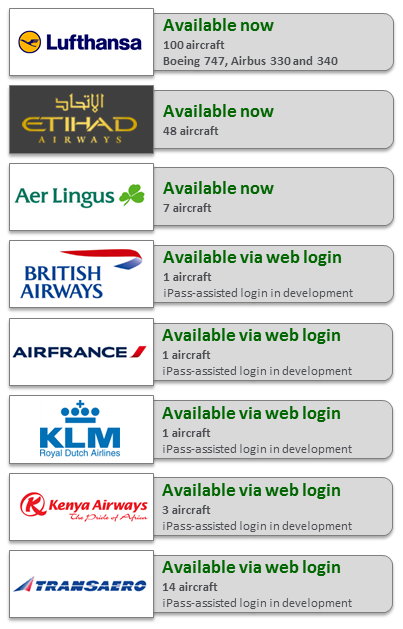 Lufthansa
Available now
100 aircraft
Boeing 747, Airbus 330 and 340
الإتحاد
ETIHAD
AIRWAYS
Available now
48 aircraft
Aer Lingus
Available now
7 aircraft
BRITISH
AIRWAYS
Available via web login
1 aircraft
iPass-assisted login in development
AIRFRANCE
Available via web login
1 aircraft
iPass-assisted login in development
KLM
Royal Dutch Airlines
Available via web login
1 aircraft
iPass-assisted login in development
Kenya Airways
The Pride of Africa
Available via web login
3 aircraft
iPass-assisted login in development
TRANSAERO
Available via web login
14 aircraft
iPass-assisted login in development